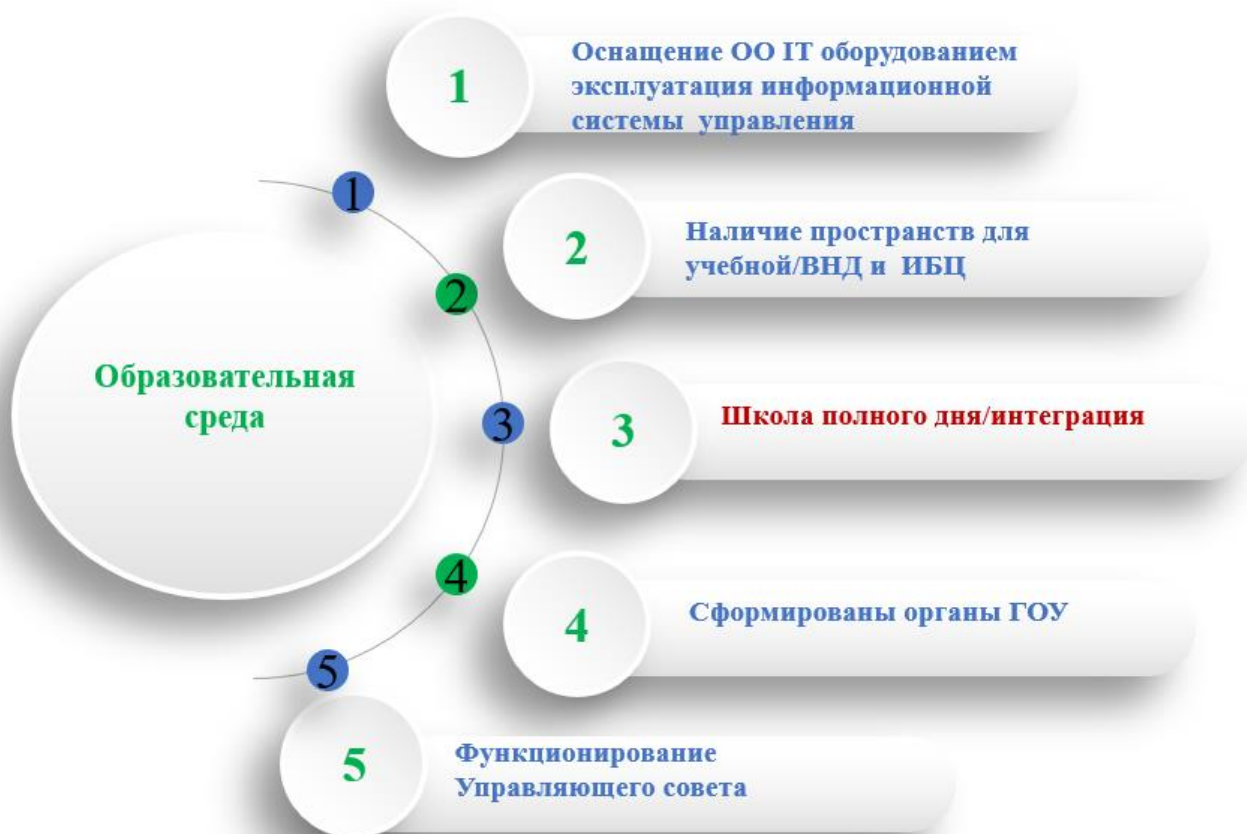 1
Оснащение ОО IT оборудованием
эксплуатация информационной
системы управления
1
2
Наличие пространств для
учебной/ВНД и ИБЦ
2
Образовательная
среда
3
3
Школа полного дня/интеграция
4
4
Сформированы органы ГОУ
5
5
Функционирование
Управляющего совета